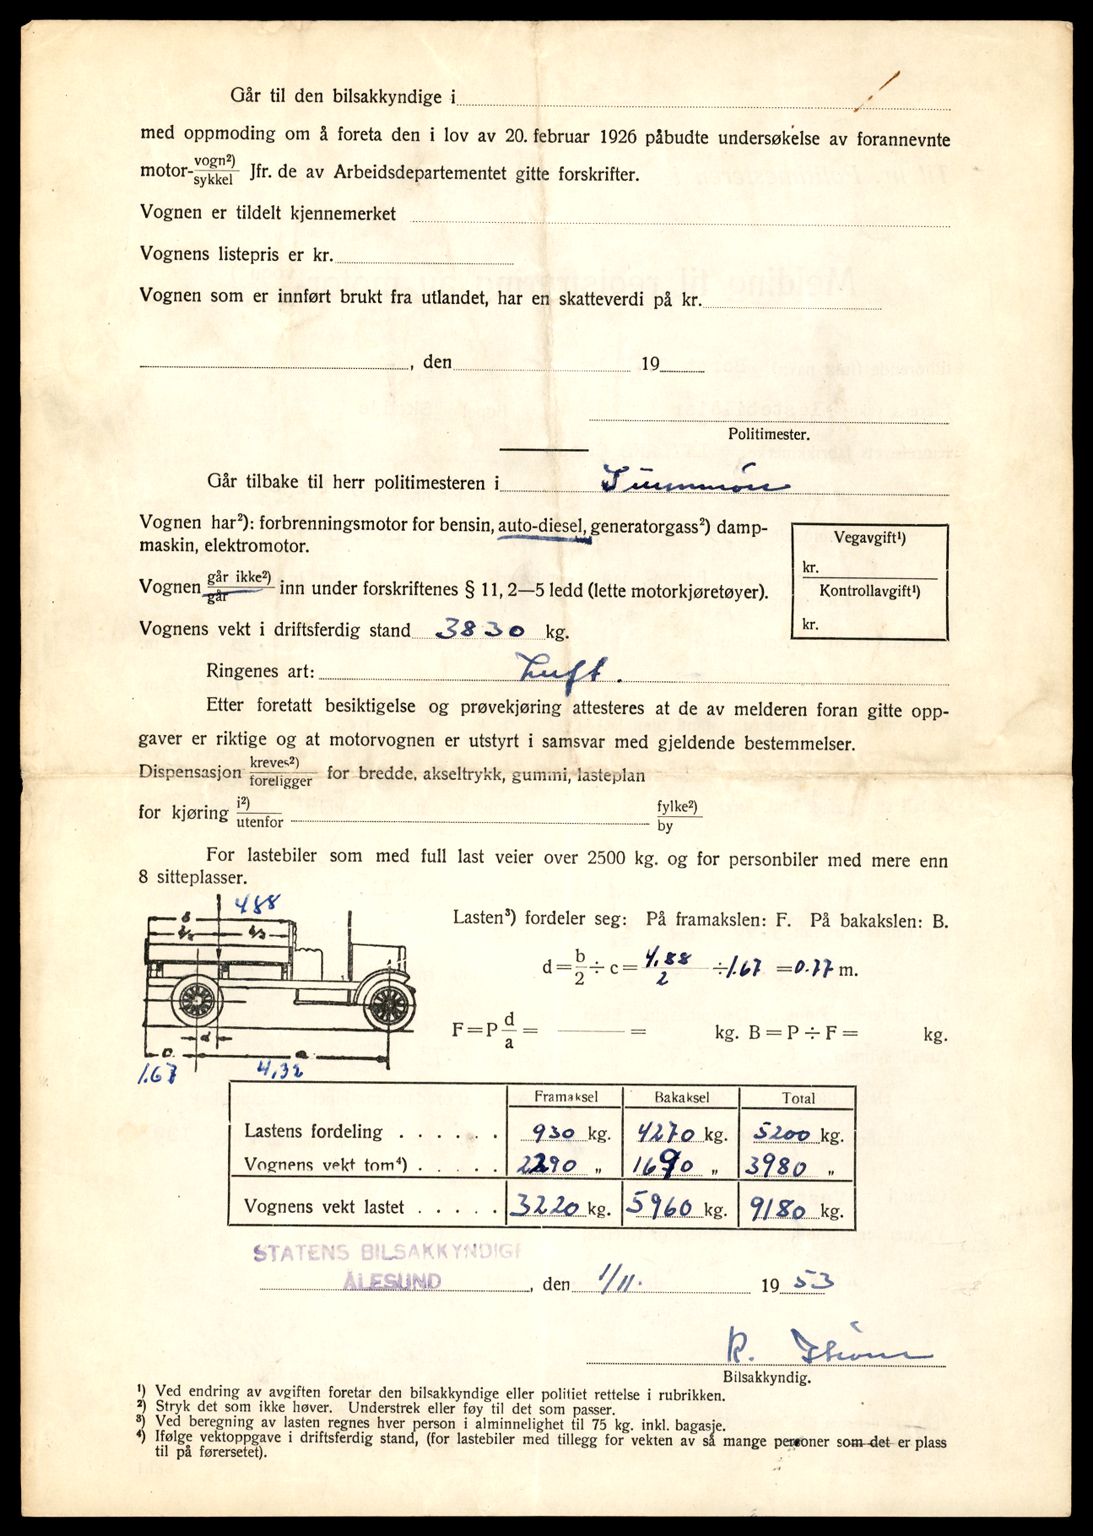 Går til den bilsakkyndige i
med oppmoding om å foreta den i lov av 20. februar 1926 påbudte undersøkelse av forannevnte
motor-vogn²)/sykkel Jfr. de av Arbeidsdepartementet gitte forskrifter.
Vognen er tildelt kjennemerket
Vognens listepris er kr.
Vognen som er innført brukt fra utlandet, har en skatteverdi på kr.
, den 19
Politimester.
Går tilbake til herr politimesteren i Sunnmøre
Vognen har²): forbrenningsmotor for bensin, auto-diesel, generatorgass²) damp-
maskin, elektromotor.
Vegavgift¹)
kr.
Kontrollavgift¹)
kr.
Vognen går ikke²)/går inn under forskriftenes § 11, 2—5 ledd (lette motorkjøretøyer).
Vognens vekt i driftsferdig stand 3830 kg.
Ringenes art: Luft.
Etter foretatt besiktigelse og prøvekjøring attesteres at de av melderen foran gitte opp-
gaver er riktige og at motorvognen er utstyrt i samsvar med gjeldende bestemmelser.
Dispensasjon kreves²)/foreligger for bredde, akseltrykk, gummi, lasteplan
for kjøring i²)/utenfor fylke²)/by
For lastebiler som med full last veier over 2500 kg. og for personbiler med mere enn
8 sitteplasser.
4,88
b
b/2 b/2
d
c a
1.67 4,32
Lasten³) fordeler seg: På framakslen: F. På bakakslen: B.
d = b/2 ÷ c = 4,88/2 ÷ 1.67 = 0.77 m.
F = P d/a = = kg. B = P ÷ F = kg.
Framaksel Bakaksel Total
Lastens fordeling . . . . . . 930 kg. 4270 kg. 5200 kg.
Vognens vekt tom⁴) . . . . . 2290 „ 1690 „ 3980 „
Vognens vekt lastet . . . . . 3220 kg. 5960 kg. 9180 kg.
STATENS BILSAKKYNDIGE
ÅLESUND , den 1/11. 1953
Bilsakkyndig.
¹) Ved endring av avgiften foretar den bilsakkyndige eller politiet rettelse i rubrikken.
²) Stryk det som ikke høver. Understrek eller føy til det som passer.
³) Ved beregning av lasten regnes hver person i alminnelighet til 75 kg. inkl. bagasje.
⁴) Ifølge vektoppgave i driftsferdig stand, (for lastebiler med tillegg for vekten av så mange personer som det er plass
til på førersetet).